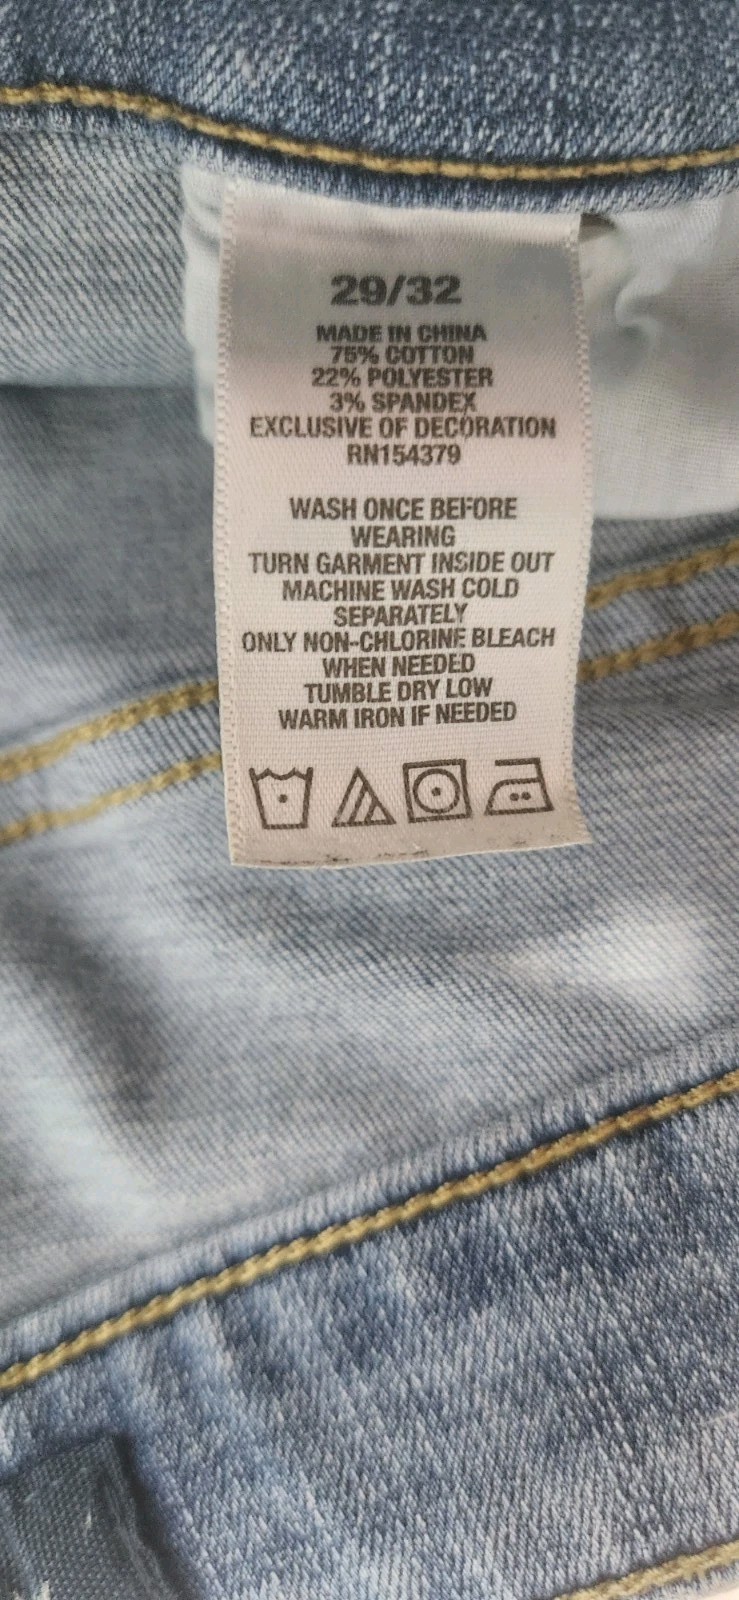 29/32
MADE IN CHINA
75% COTTON
22% POLYESTER
3% SPANDEX
EXCLUSIVE OF DECORATION
RN154379
WASH ONCE BEFORE
WEARING
TURN GARMENT INSIDE OUT
MACHINE WASH COLD
SEPARATELY
ONLY NON-CHLORINE BLEACH
WHEN NEEDED
TUMBLE DRY LOW
WARM IRON IF NEEDED